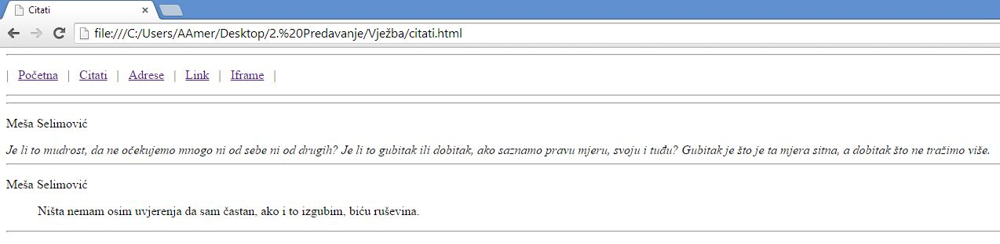 Citati
file:///C:/Users/AAmer/Desktop/2.%20Predavanje/Vježba/citati.html
| Početna | Citati | Adrese | Link | Iframe |
Meša Selimović
Je li to mudrost, da ne očekujemo mnogo ni od sebe ni od drugih? Je li to gubitak ili dobitak, ako saznamo pravu mjeru, svoju i tuđu? Gubitak je što je ta mjera sitna, a dobitak što ne tražimo više.
Meša Selimović
Ništa nemam osim uvjerenja da sam častan, ako i to izgubim, biću ruševina.